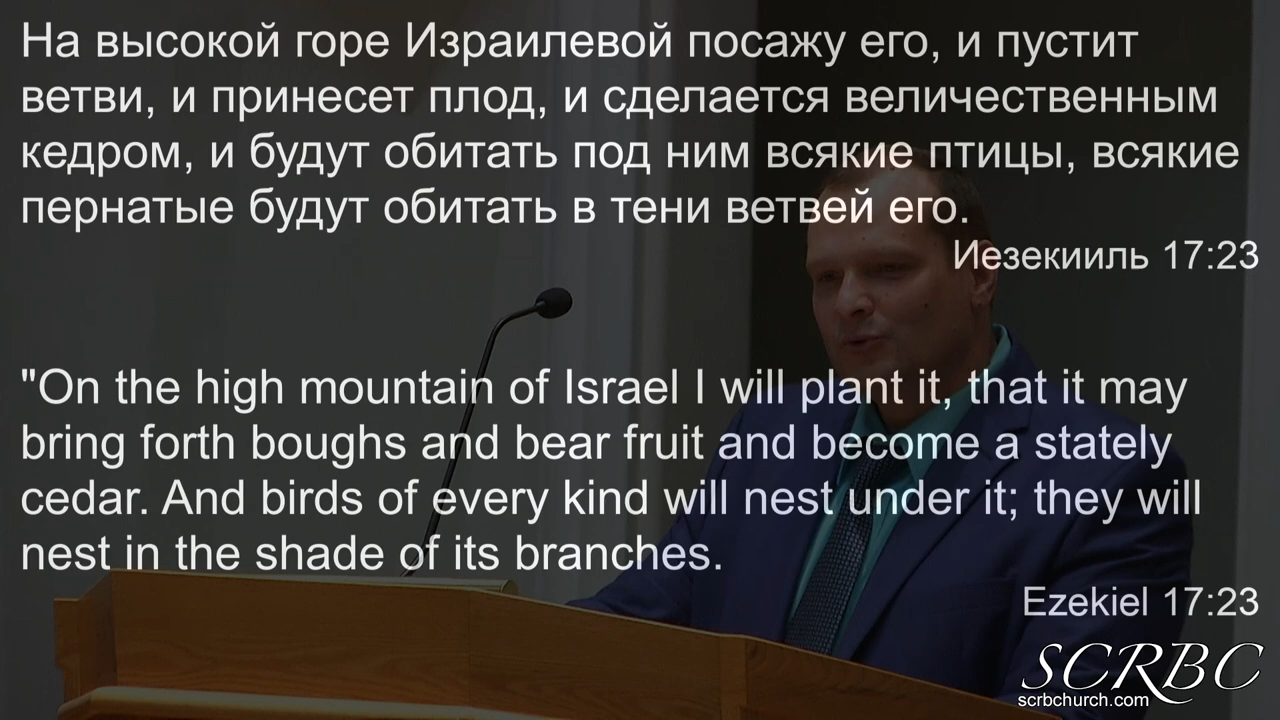 На высокой горе Израилевой посажу его, и пустит
ветви, и принесет плод, и сделается величественным
кедром, и будут обитать под ним всякие птицы, всякие
пернатые будут обитать в тени ветвей его.
Иезекииль 17:23
"On the high mountain of Israel I will plant it, that it may
bring forth boughs and bear fruit and become a stately
cedar. And birds of every kind will nest under it; they will
nest in the shade of its branches.
Ezekiel 17:23
SCRBC
scrbchurch.com